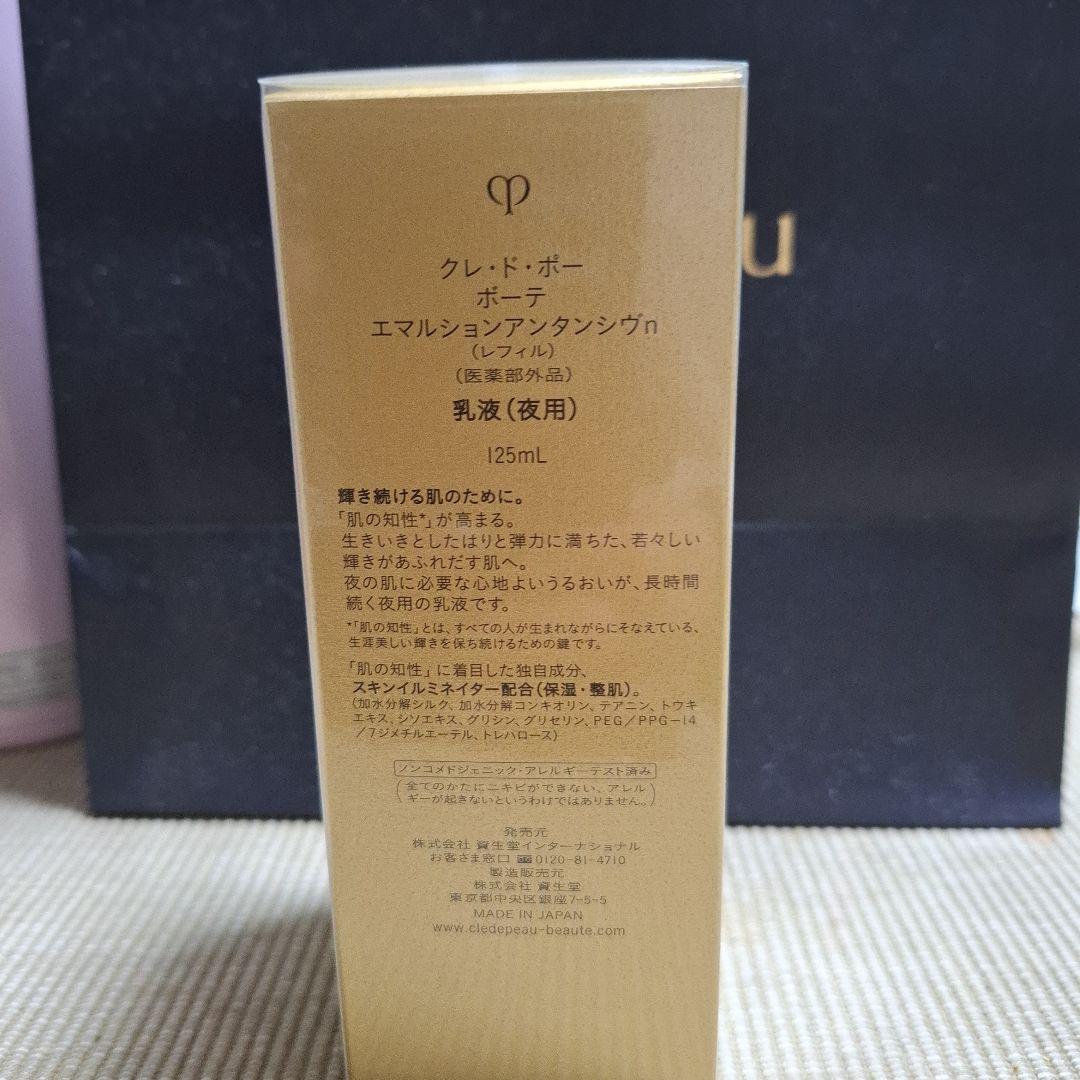 クレ・ド・ポー
ボーテ
エマルションアンタンシヴn
(レフィル)
(医薬部外品)
乳液(夜用)
125mL
輝き続ける肌のために。
「肌の知性*」が高まる。
生きいきとしたはりと弾力に満ちた、若々しい
輝きがあふれだす肌へ。
夜の肌に必要な心地よいうるおいが、長時間
続く夜用の乳液です。
*「肌の知性」とは、すべての人が生まれながらにそなえている、
生涯美しい輝きを保ち続けるための鍵です。
「肌の知性」に着目した独自成分、
スキンイルミネイター配合(保湿・整肌)。
(加水分解シルク、加水分解コンキオリン、テアニン、トウキ
エキス、シソエキス、グリシン、グリセリン、PEG/PPG-14
/7ジメチルエーテル、トレハロース)
ノンコメドジェニック・アレルギーテスト済み
(全てのかたにニキビができない、アレル
ギーが起きないというわけではありません。)
発売元
株式会社 資生堂インターナショナル
お客さま窓口 0120-81-4710
製造販売元
株式会社 資生堂
東京都中央区銀座7-5-5
MADE IN JAPAN
www.cledepeau-beaute.com
u